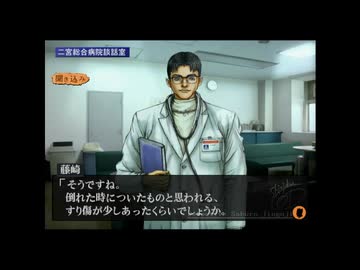 二宮総合病院談話室
聞き込み
藤崎
「そうですね。
倒れた時についたものと思われる、
すり傷が少しあったくらいでしょうか。
Saburo Jinguji